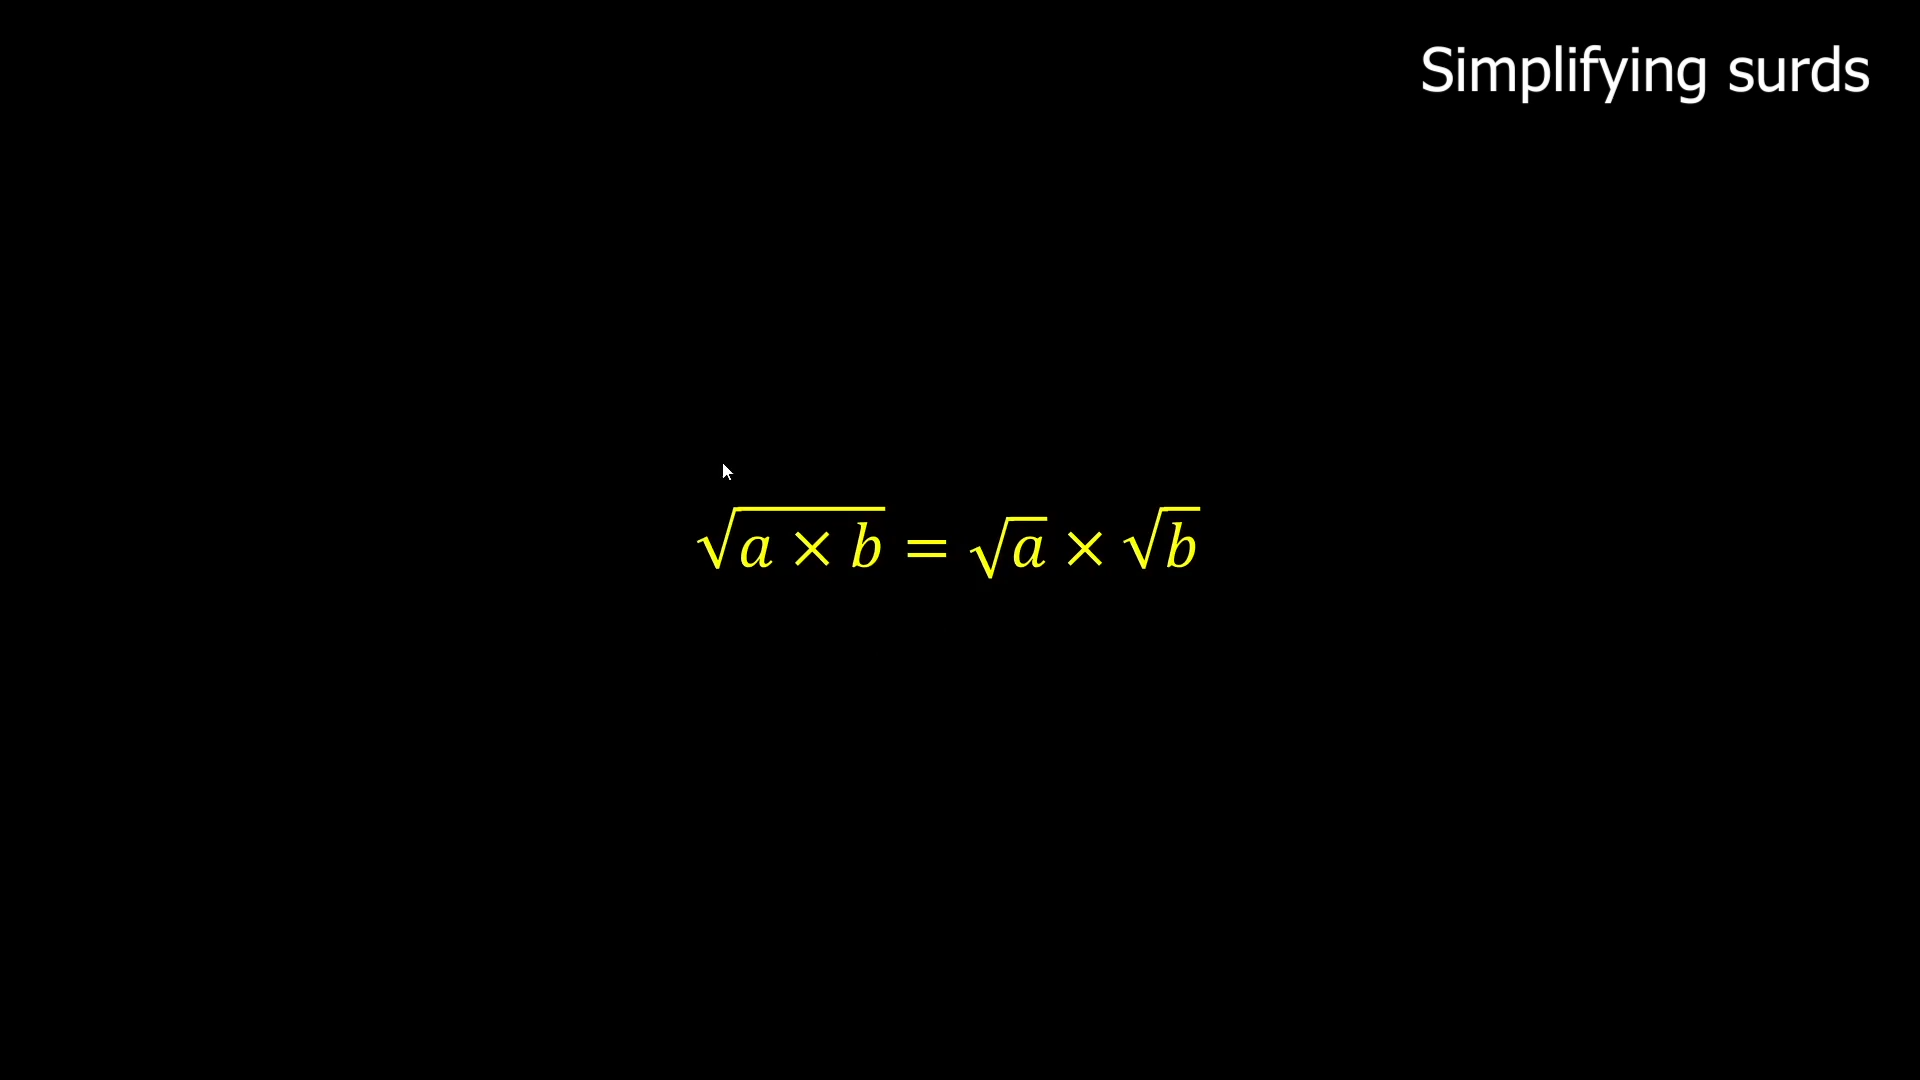 Simplifying surds
√(a × b) = √a × √b